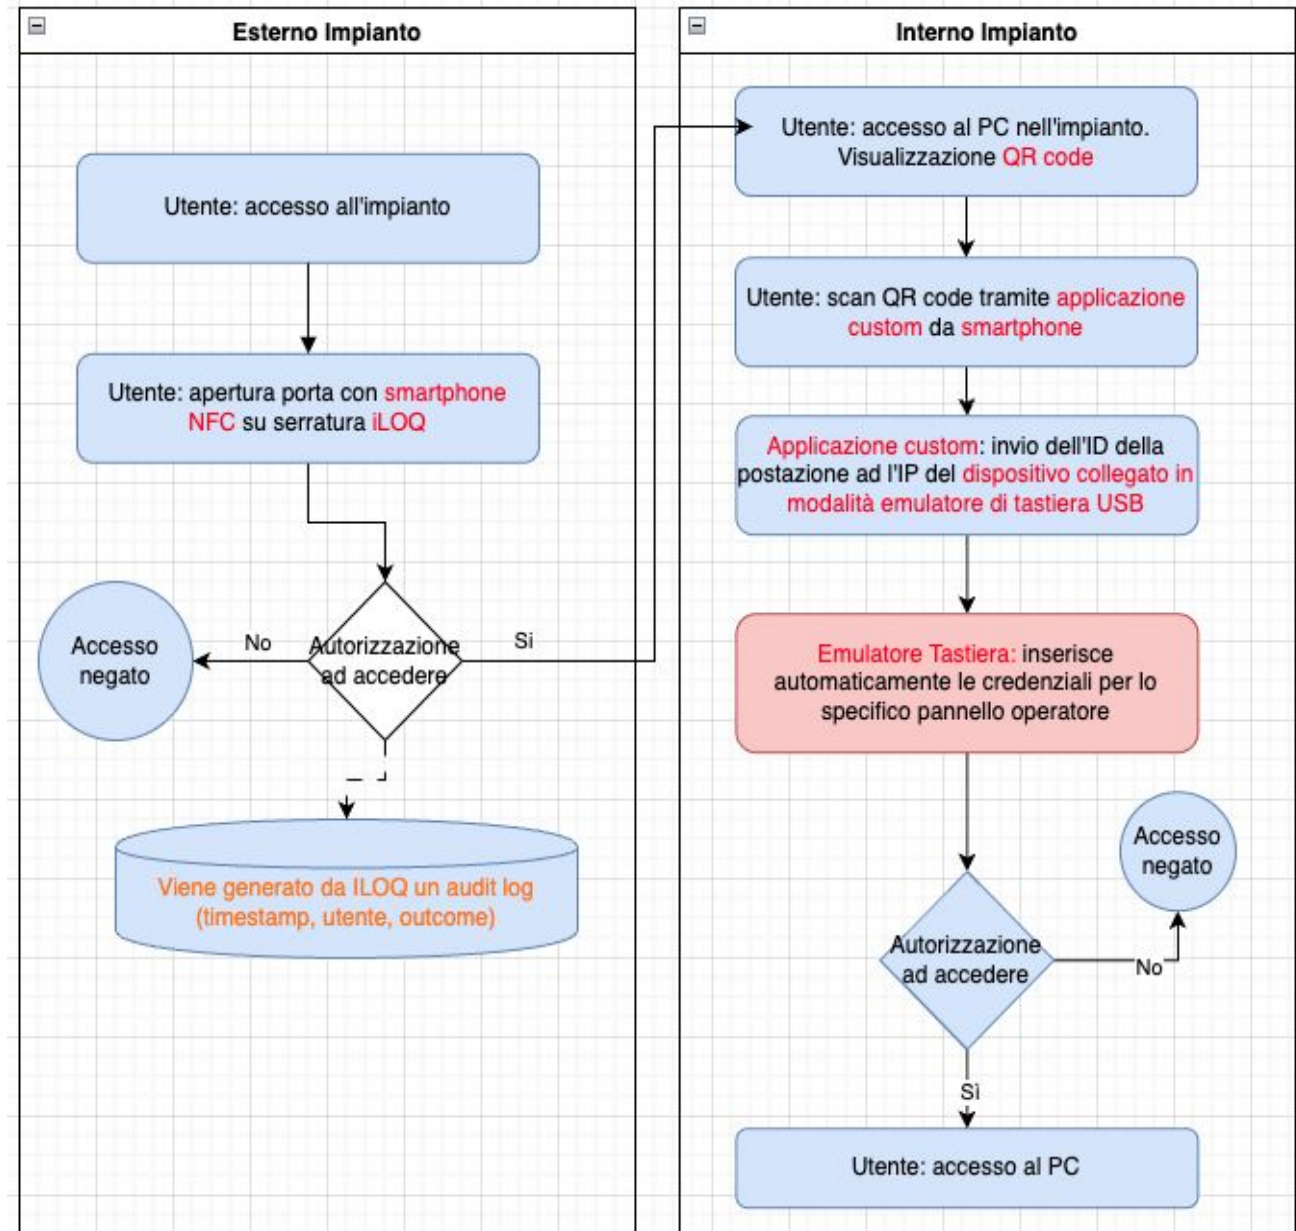 Esterno Impianto
Utente: accesso all'impianto
Utente: apertura porta con smartphone
NFC su serratura iLOQ
Autorizzazione
ad accedere
No
Si
Accesso
negato
Viene generato da ILOQ un audit log
(timestamp, utente, outcome)
Interno Impianto
Utente: accesso al PC nell'impianto.
Visualizzazione QR code
Utente: scan QR code tramite applicazione
custom da smartphone
Applicazione custom: invio dell'ID della
postazione ad l'IP del dispositivo collegato in
modalità emulatore di tastiera USB
Emulatore Tastiera: inserisce
automaticamente le credenziali per lo
specifico pannello operatore
Autorizzazione
ad accedere
No
Accesso
negato
Sì
Utente: accesso al PC